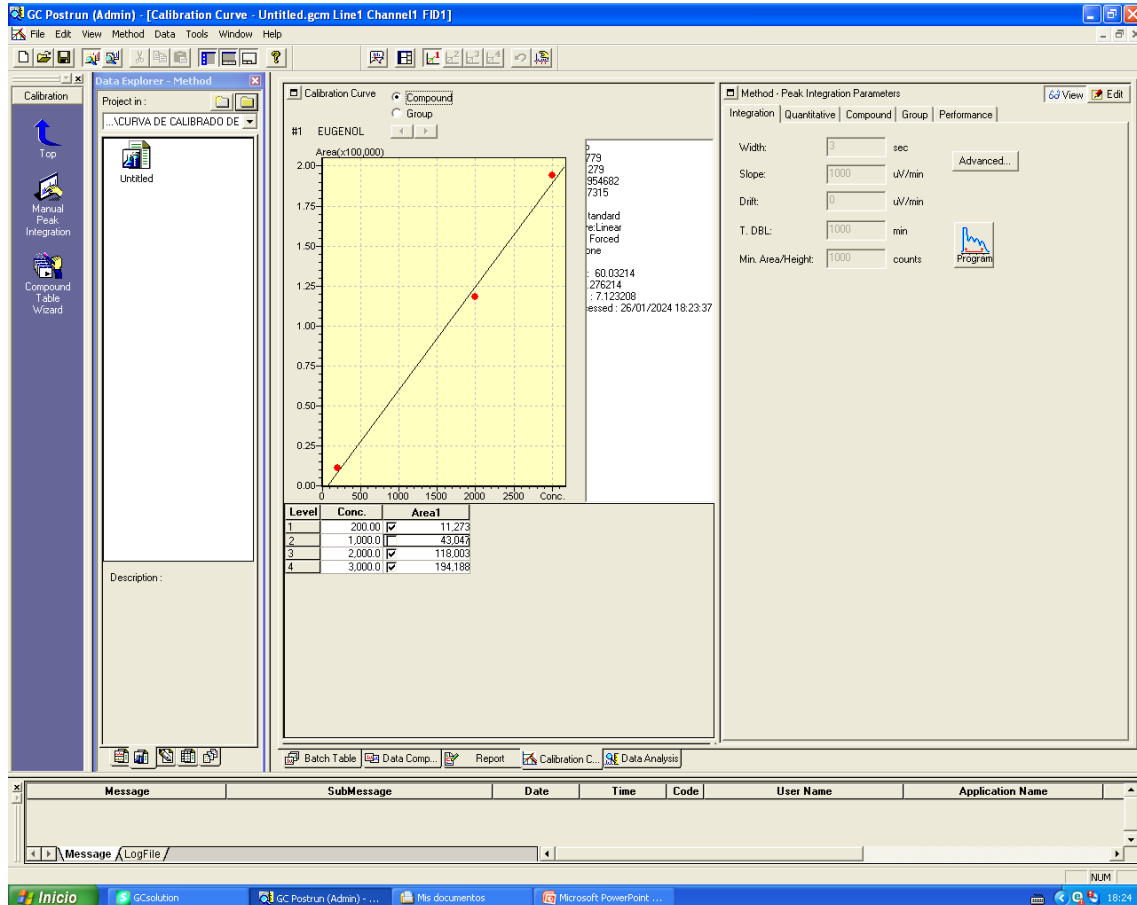 GC Postrun (Admin) - [Calibration Curve - Untitled.gcm Line1 Channel1 FID1]
File Edit View Method Data Tools Window Help
Calibration
Top
Manual
Peak
Integration
Compound
Table
Wizard
Data Explorer - Method
Project in :
...\CURVA DE CALIBRADO DE
Untitled
Description :
Calibration Curve
Compound
Group
#1 EUGENOL
Area(x100,000)
2.00
1.75
1.50
1.25
1.00
0.75
0.50
0.25
0.00
0 500 1000 1500 2000 2500 Conc.
779
279
954682
7315
tandard
e:Linear
Forced
one
: 60.03214
.276214
: 7.123208
essed : 26/01/2024 18:23:37
Level Conc. Area1
1 200.00 11,273
2 1,000.0 43,047
3 2,000.0 118,003
4 3,000.0 194,188
Batch Table Data Comp... Report Calibration C... Data Analysis
Method - Peak Integration Parameters View Edit
Integration Quantitative Compound Group Performance
Width: 3 sec
Advanced...
Slope: 1000 uV/min
Drift: 0 uV/min
T. DBL: 1000 min
Min. Area/Height: 1000 counts
Program
Message SubMessage Date Time Code User Name Application Name
Message LogFile
NUM
Inicio GCsolution GC Postrun (Admin) - ... Mis documentos Microsoft PowerPoint ... 18:24